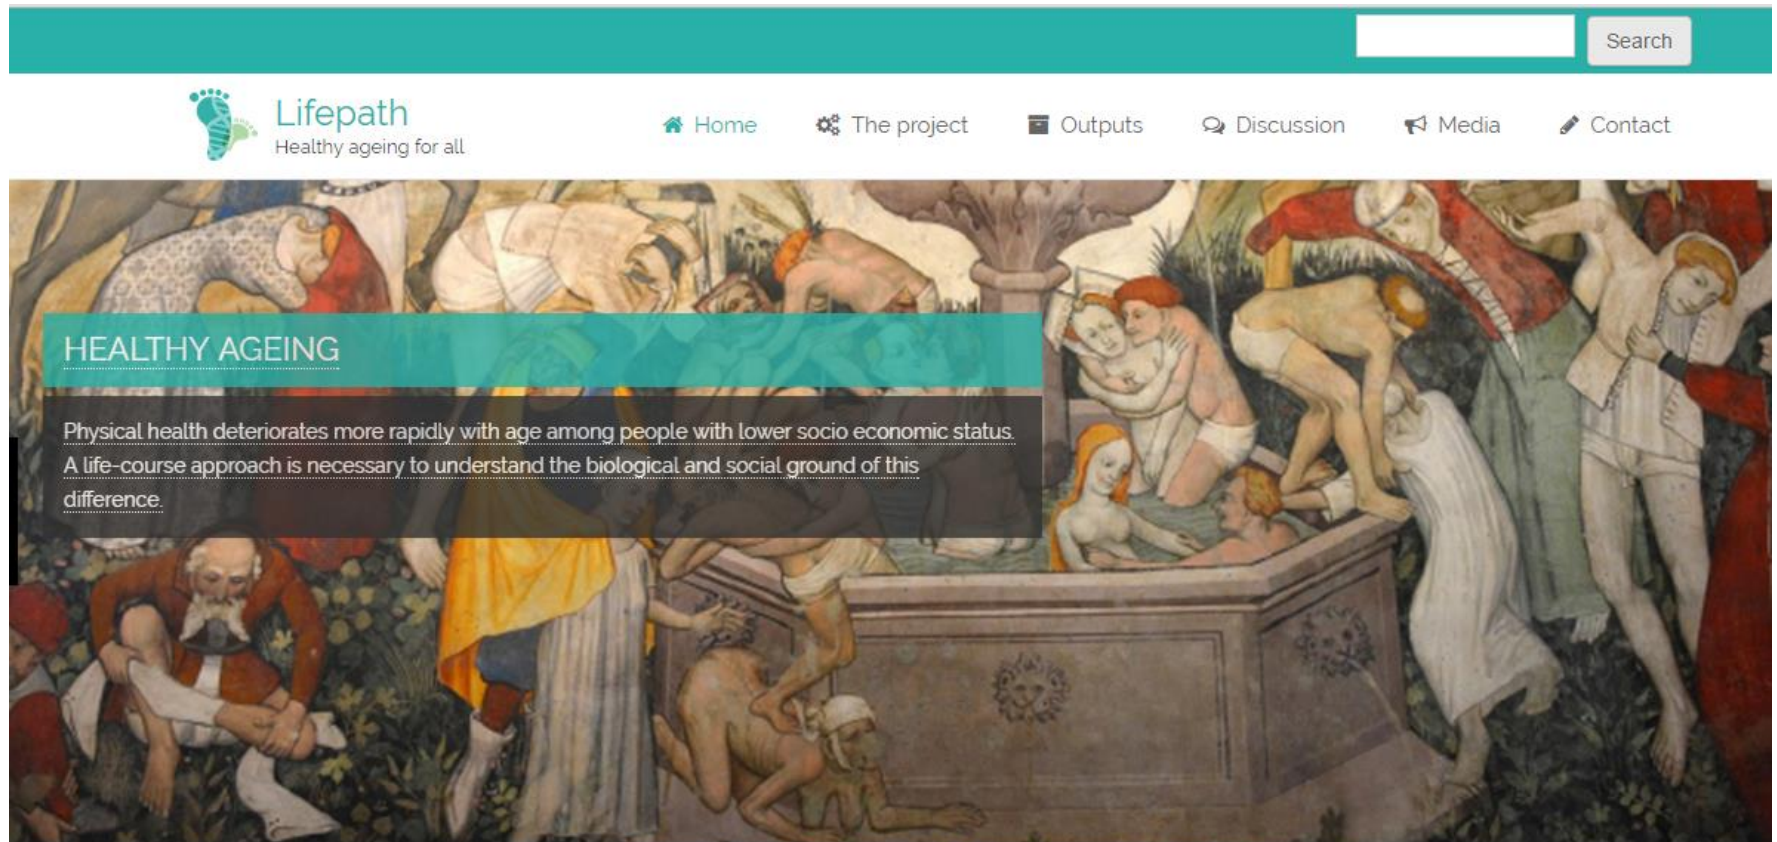 Search
Lifepath
Healthy ageing for all
Home
The project
Outputs
Discussion
Media
Contact
HEALTHY AGEING
Physical health deteriorates more rapidly with age among people with lower socio economic status.
A life-course approach is necessary to understand the biological and social ground of this
difference.